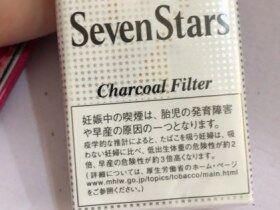 SevenStars
Charcoal Filter
妊娠中の喫煙は、胎児の発育障害
や早産の原因の一つとなります。
疫学的な推計によると、たばこを吸う妊婦は、吸
わない妊婦に比べ、低出生体重の危険性が約2
倍、早産の危険性が約3倍高くなります。
(詳細については、厚生労働省のホーム・ページ
www.mhlw.go.jp/topics/tobacco/main.html
をご参照ください。)